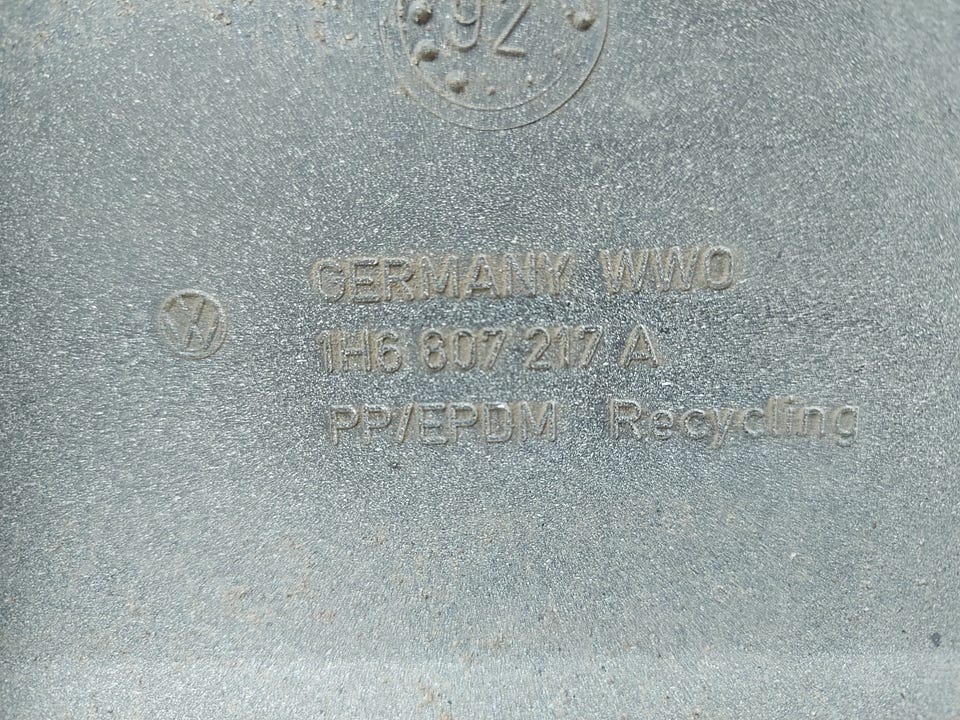 92
GERMANY WWO
1H6 807 217 A
PP/EPDM Recycling